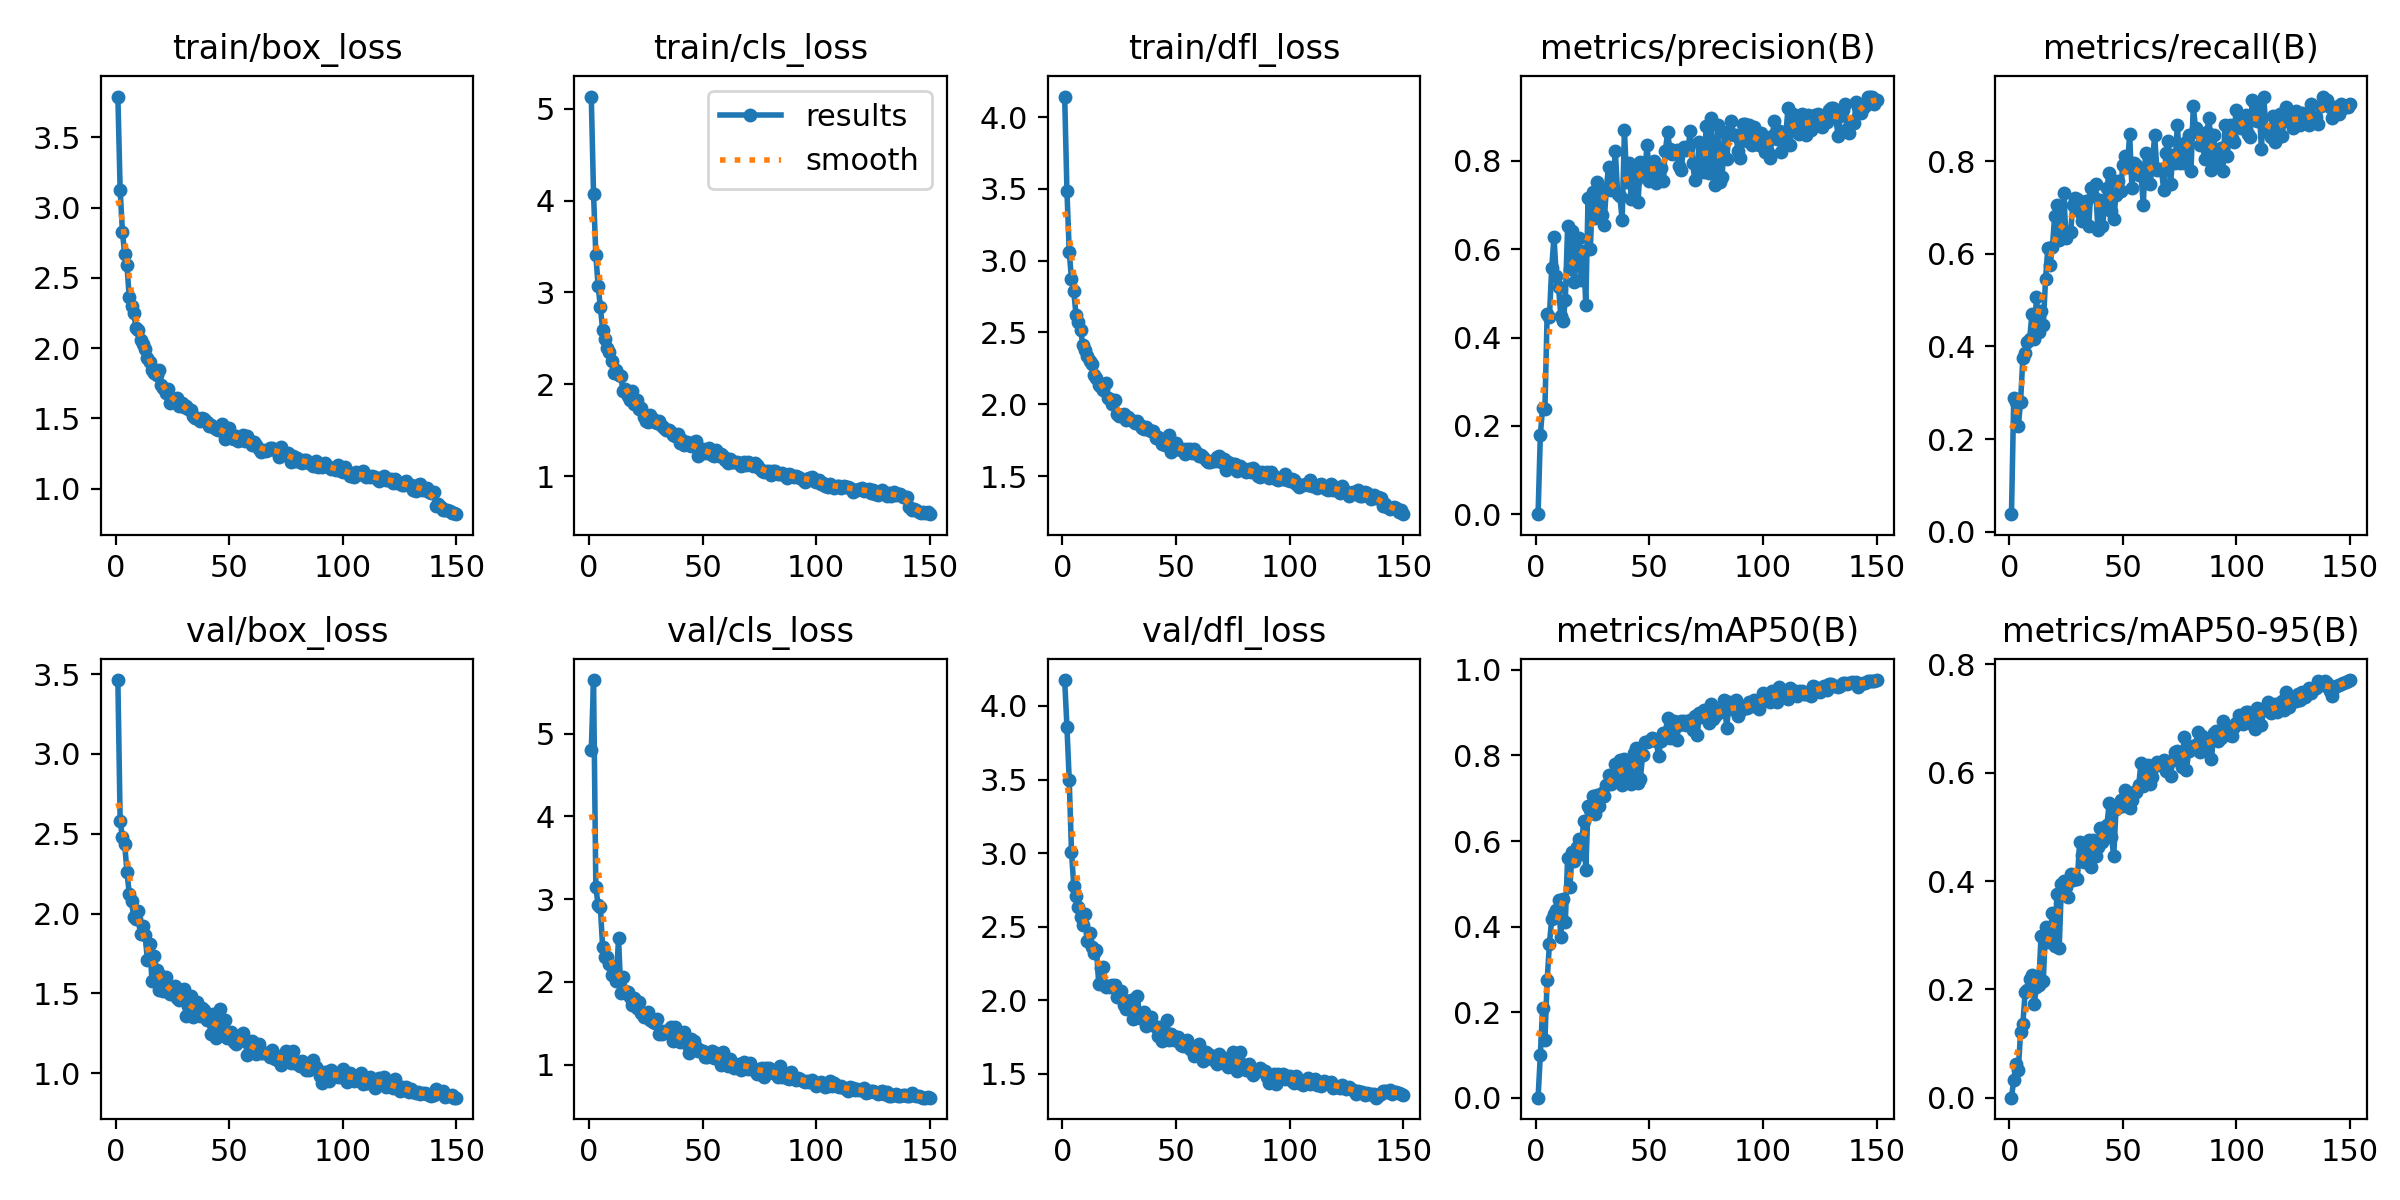 train/box_loss
3.5
3.0
2.5
2.0
1.5
1.0
0 50 100 150
train/cls_loss
results
smooth
5
4
3
2
1
0 50 100 150
train/dfl_loss
4.0
3.5
3.0
2.5
2.0
1.5
0 50 100 150
metrics/precision(B)
0.8
0.6
0.4
0.2
0.0
0 50 100 150
metrics/recall(B)
0.8
0.6
0.4
0.2
0.0
0 50 100 150
val/box_loss
3.5
3.0
2.5
2.0
1.5
1.0
0 50 100 150
val/cls_loss
5
4
3
2
1
0 50 100 150
val/dfl_loss
4.0
3.5
3.0
2.5
2.0
1.5
0 50 100 150
metrics/mAP50(B)
1.0
0.8
0.6
0.4
0.2
0.0
0 50 100 150
metrics/mAP50-95(B)
0.8
0.6
0.4
0.2
0.0
0 50 100 150